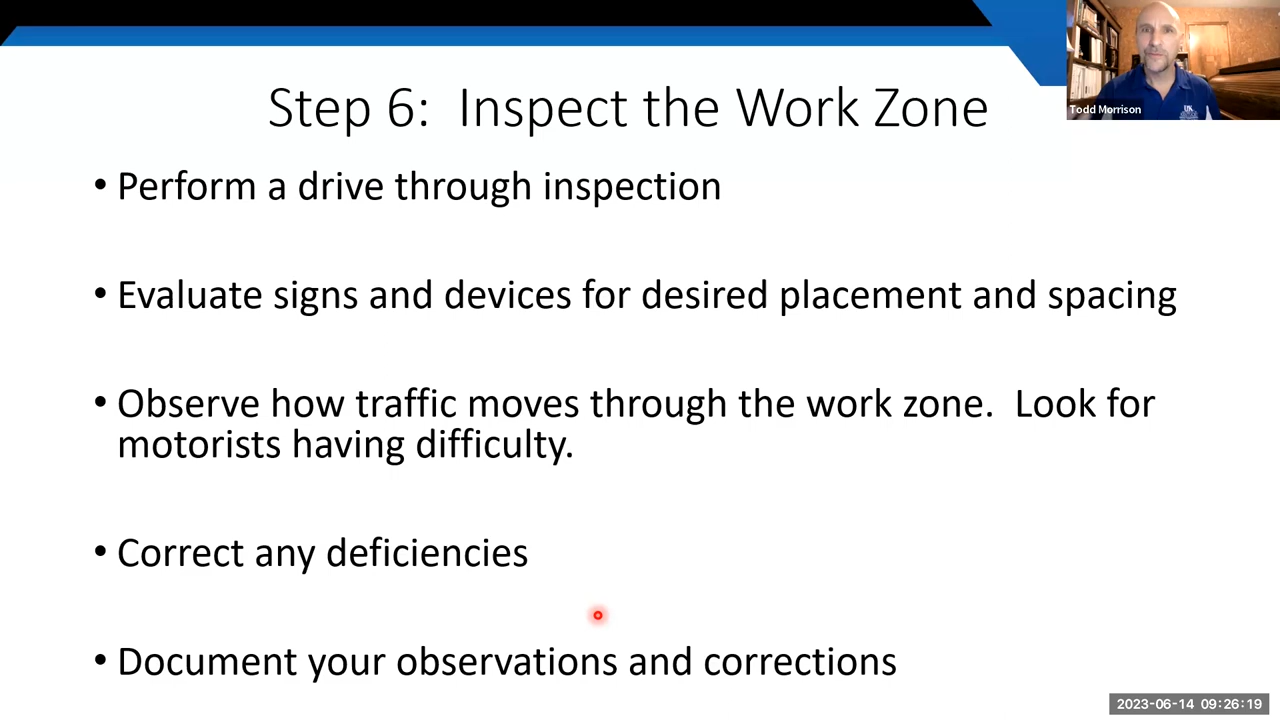 Step 6:  Inspect the Work Zone
Todd Morrison
UK
• Perform a drive through inspection
• Evaluate signs and devices for desired placement and spacing
• Observe how traffic moves through the work zone.  Look for
motorists having difficulty.
• Correct any deficiencies
• Document your observations and corrections
2023-06-14 09:26:19